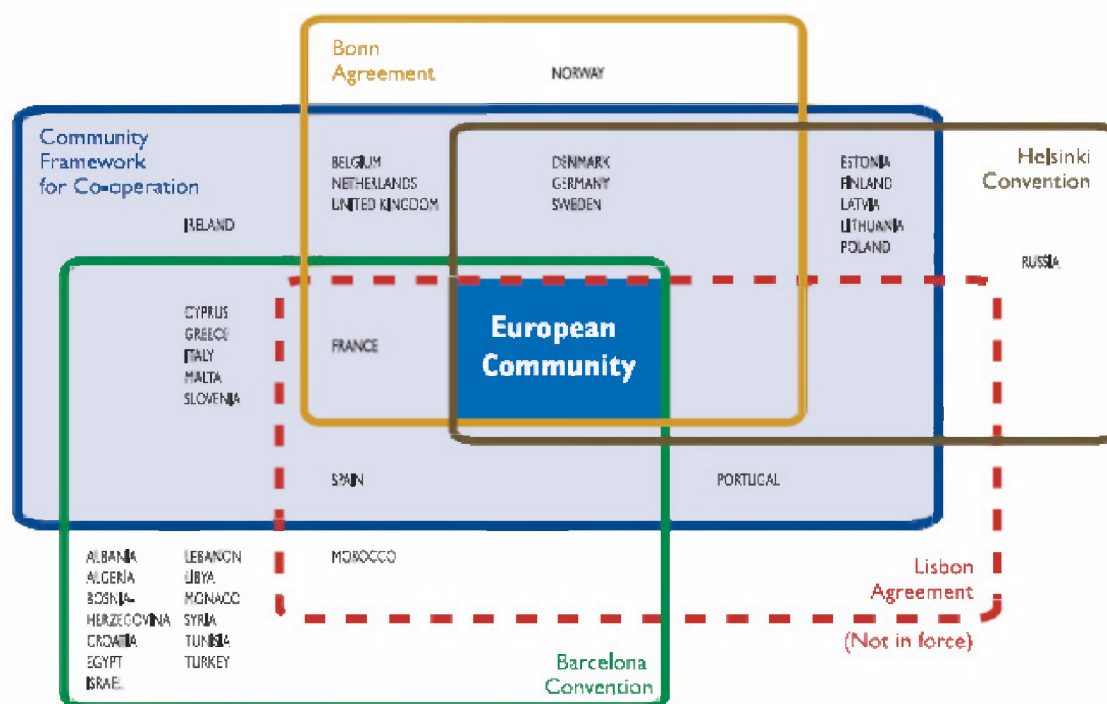 Bonn
Agreement
NORWAY
Community
Framework
for Co-operation
BELGIUM
NETHERLANDS
UNITED KINGDOM
DENMARK
GERMANY
SWEDEN
ESTONIA
FINLAND
LATVIA
LITHUANIA
POLAND
Helsinki
Convention
IRELAND
RUSSIA
CYPRUS
GREECE
ITALY
MALTA
SLOVENIA
FRANCE
European
Community
SPAIN
PORTUGAL
ALBANIA
ALGERIA
BOSNIA-
HERZEGOVINA
CROATIA
EGYPT
ISRAEL
LEBANON
LIBYA
MONACO
SYRIA
TUNISIA
TURKEY
MOROCCO
Lisbon
Agreement
(Not in force)
Barcelona
Convention